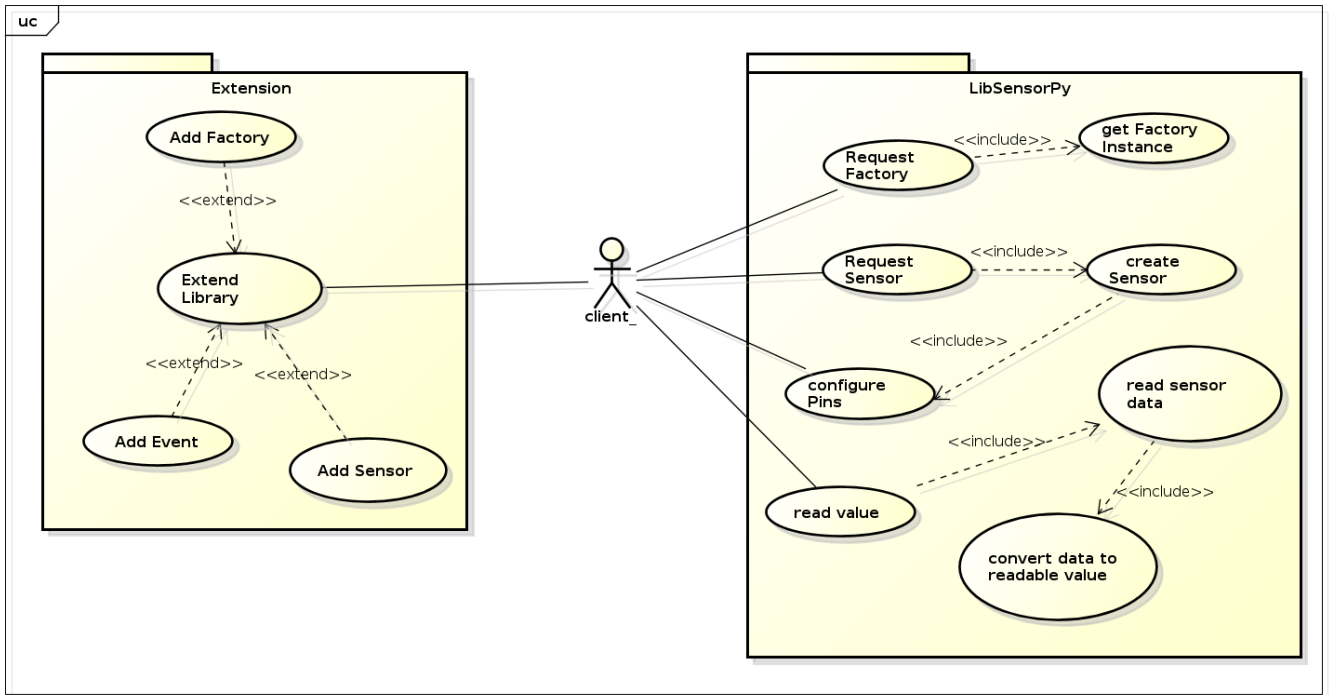 uc
Extension
Add Factory
<<extend>>
Extend
Library
<<extend>>
<<extend>>
Add Event
Add Sensor
client_
LibSensorPy
Request
Factory
<<include>>
get Factory
Instance
Request
Sensor
<<include>>
create
Sensor
<<include>>
configure
Pins
read sensor
data
<<include>>
read value
<<include>>
convert data to
readable value